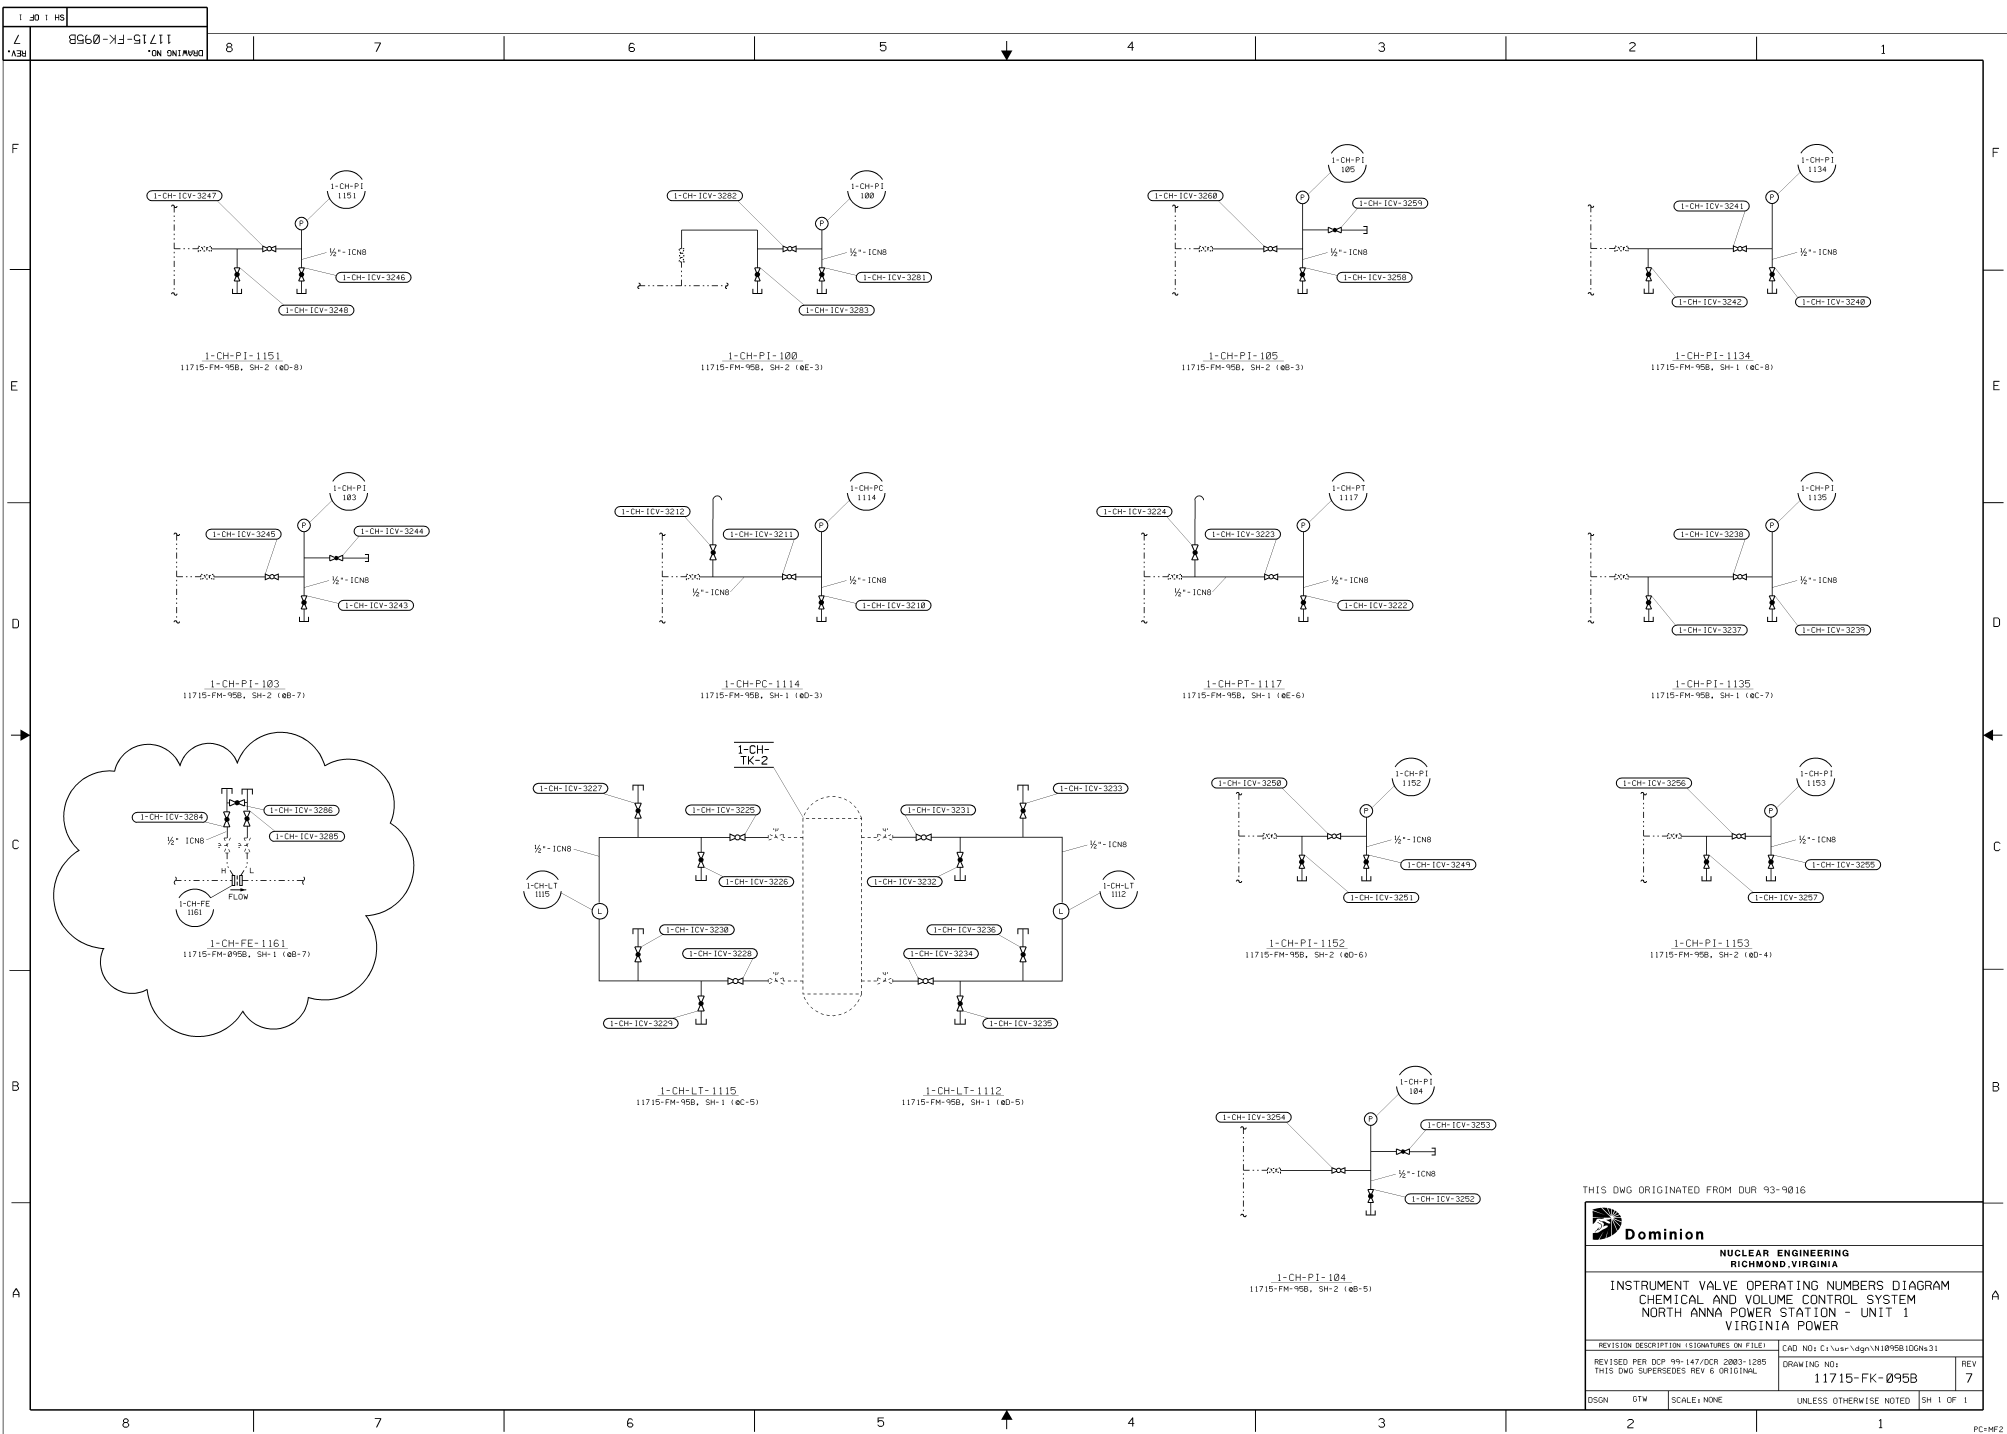 SH 1 OF 1
DRAWING NO.
11715-FK-095B
REV.
7
8 7 6 5 4 3 2 1
F
F
1-CH-ICV-3247
1-CH-PI
1151
½"-ICN8
1-CH-ICV-3246
1-CH-ICV-3248
P
1-CH-PI-1151
11715-FM-95B, SH-2 (@D-8)
1-CH-ICV-3282
1-CH-PI
100
P
½"-ICN8
1-CH-ICV-3281
1-CH-ICV-3283
1-CH-PI-100
11715-FM-95B, SH-2 (@E-3)
1-CH-ICV-3260
1-CH-PI
105
P
1-CH-ICV-3259
½"-ICN8
1-CH-ICV-3258
1-CH-PI-105
11715-FM-95B, SH-2 (@B-3)
1-CH-PI
1134
1-CH-ICV-3241
P
½"-ICN8
1-CH-ICV-3242
1-CH-ICV-3240
1-CH-PI-1134
11715-FM-95B, SH-1 (@C-8)
E
E
1-CH-PI
103
1-CH-ICV-3245
P
1-CH-ICV-3244
½"-ICN8
1-CH-ICV-3243
1-CH-PI-103
11715-FM-95B, SH-2 (@B-7)
1-CH-PC
1114
1-CH-ICV-3212
1-CH-ICV-3211
P
½"-ICN8
½"-ICN8
1-CH-ICV-3210
1-CH-PC-1114
11715-FM-95B, SH-1 (@D-3)
1-CH-PT
1117
1-CH-ICV-3224
1-CH-ICV-3223
P
½"-ICN8
½"-ICN8
1-CH-ICV-3222
1-CH-PT-1117
11715-FM-95B, SH-1 (@E-6)
1-CH-PI
1135
1-CH-ICV-3238
P
½"-ICN8
1-CH-ICV-3237
1-CH-ICV-3239
1-CH-PI-1135
11715-FM-95B, SH-1 (@C-7)
D
D
1-CH-ICV-3284
1-CH-ICV-3286
1-CH-ICV-3285
½" ICN8
H
L
FLOW
1-CH-FE
1161
1-CH-FE-1161
11715-FM-095B, SH-1 (@B-7)
1-CH-
TK-2
1-CH-ICV-3227
1-CH-ICV-3225
½"-ICN8
1-CH-ICV-3226
1-CH-LT
1115
L
1-CH-ICV-3230
1-CH-ICV-3228
1-CH-ICV-3229
1-CH-LT-1115
11715-FM-95B, SH-1 (@C-5)
1-CH-ICV-3231
1-CH-ICV-3233
½"-ICN8
1-CH-ICV-3232
L
1-CH-LT
1112
1-CH-ICV-3236
1-CH-ICV-3234
1-CH-ICV-3235
1-CH-LT-1112
11715-FM-95B, SH-1 (@D-5)
1-CH-PI
1152
1-CH-ICV-3250
P
½"-ICN8
1-CH-ICV-3249
1-CH-ICV-3251
1-CH-PI-1152
11715-FM-95B, SH-2 (@D-6)
1-CH-PI
1153
1-CH-ICV-3256
P
½"-ICN8
1-CH-ICV-3255
1-CH-ICV-3257
1-CH-PI-1153
11715-FM-95B, SH-2 (@D-4)
C
C
1-CH-PI
104
1-CH-ICV-3254
P
1-CH-ICV-3253
½"-ICN8
1-CH-ICV-3252
1-CH-PI-104
11715-FM-95B, SH-2 (@B-5)
B
B
THIS DWG ORIGINATED FROM DUR 93-9016
Dominion
NUCLEAR ENGINEERING
RICHMOND,VIRGINIA
INSTRUMENT VALVE OPERATING NUMBERS DIAGRAM
CHEMICAL AND VOLUME CONTROL SYSTEM
NORTH ANNA POWER STATION - UNIT 1
VIRGINIA POWER
REVISION DESCRIPTION (SIGNATURES ON FILE)
CAD NO: C:\usr\dgn\N1095B1DGNs31
REVISED PER DCP 99-147/DCR 2003-1285
THIS DWG SUPERSEDES REV 6 ORIGINAL
DRAWING NO:
11715-FK-095B
REV
7
DSGN GTW
SCALE: NONE
UNLESS OTHERWISE NOTED
SH 1 OF 1
A
A
8 7 6 5 4 3 2 1
PC=MF2